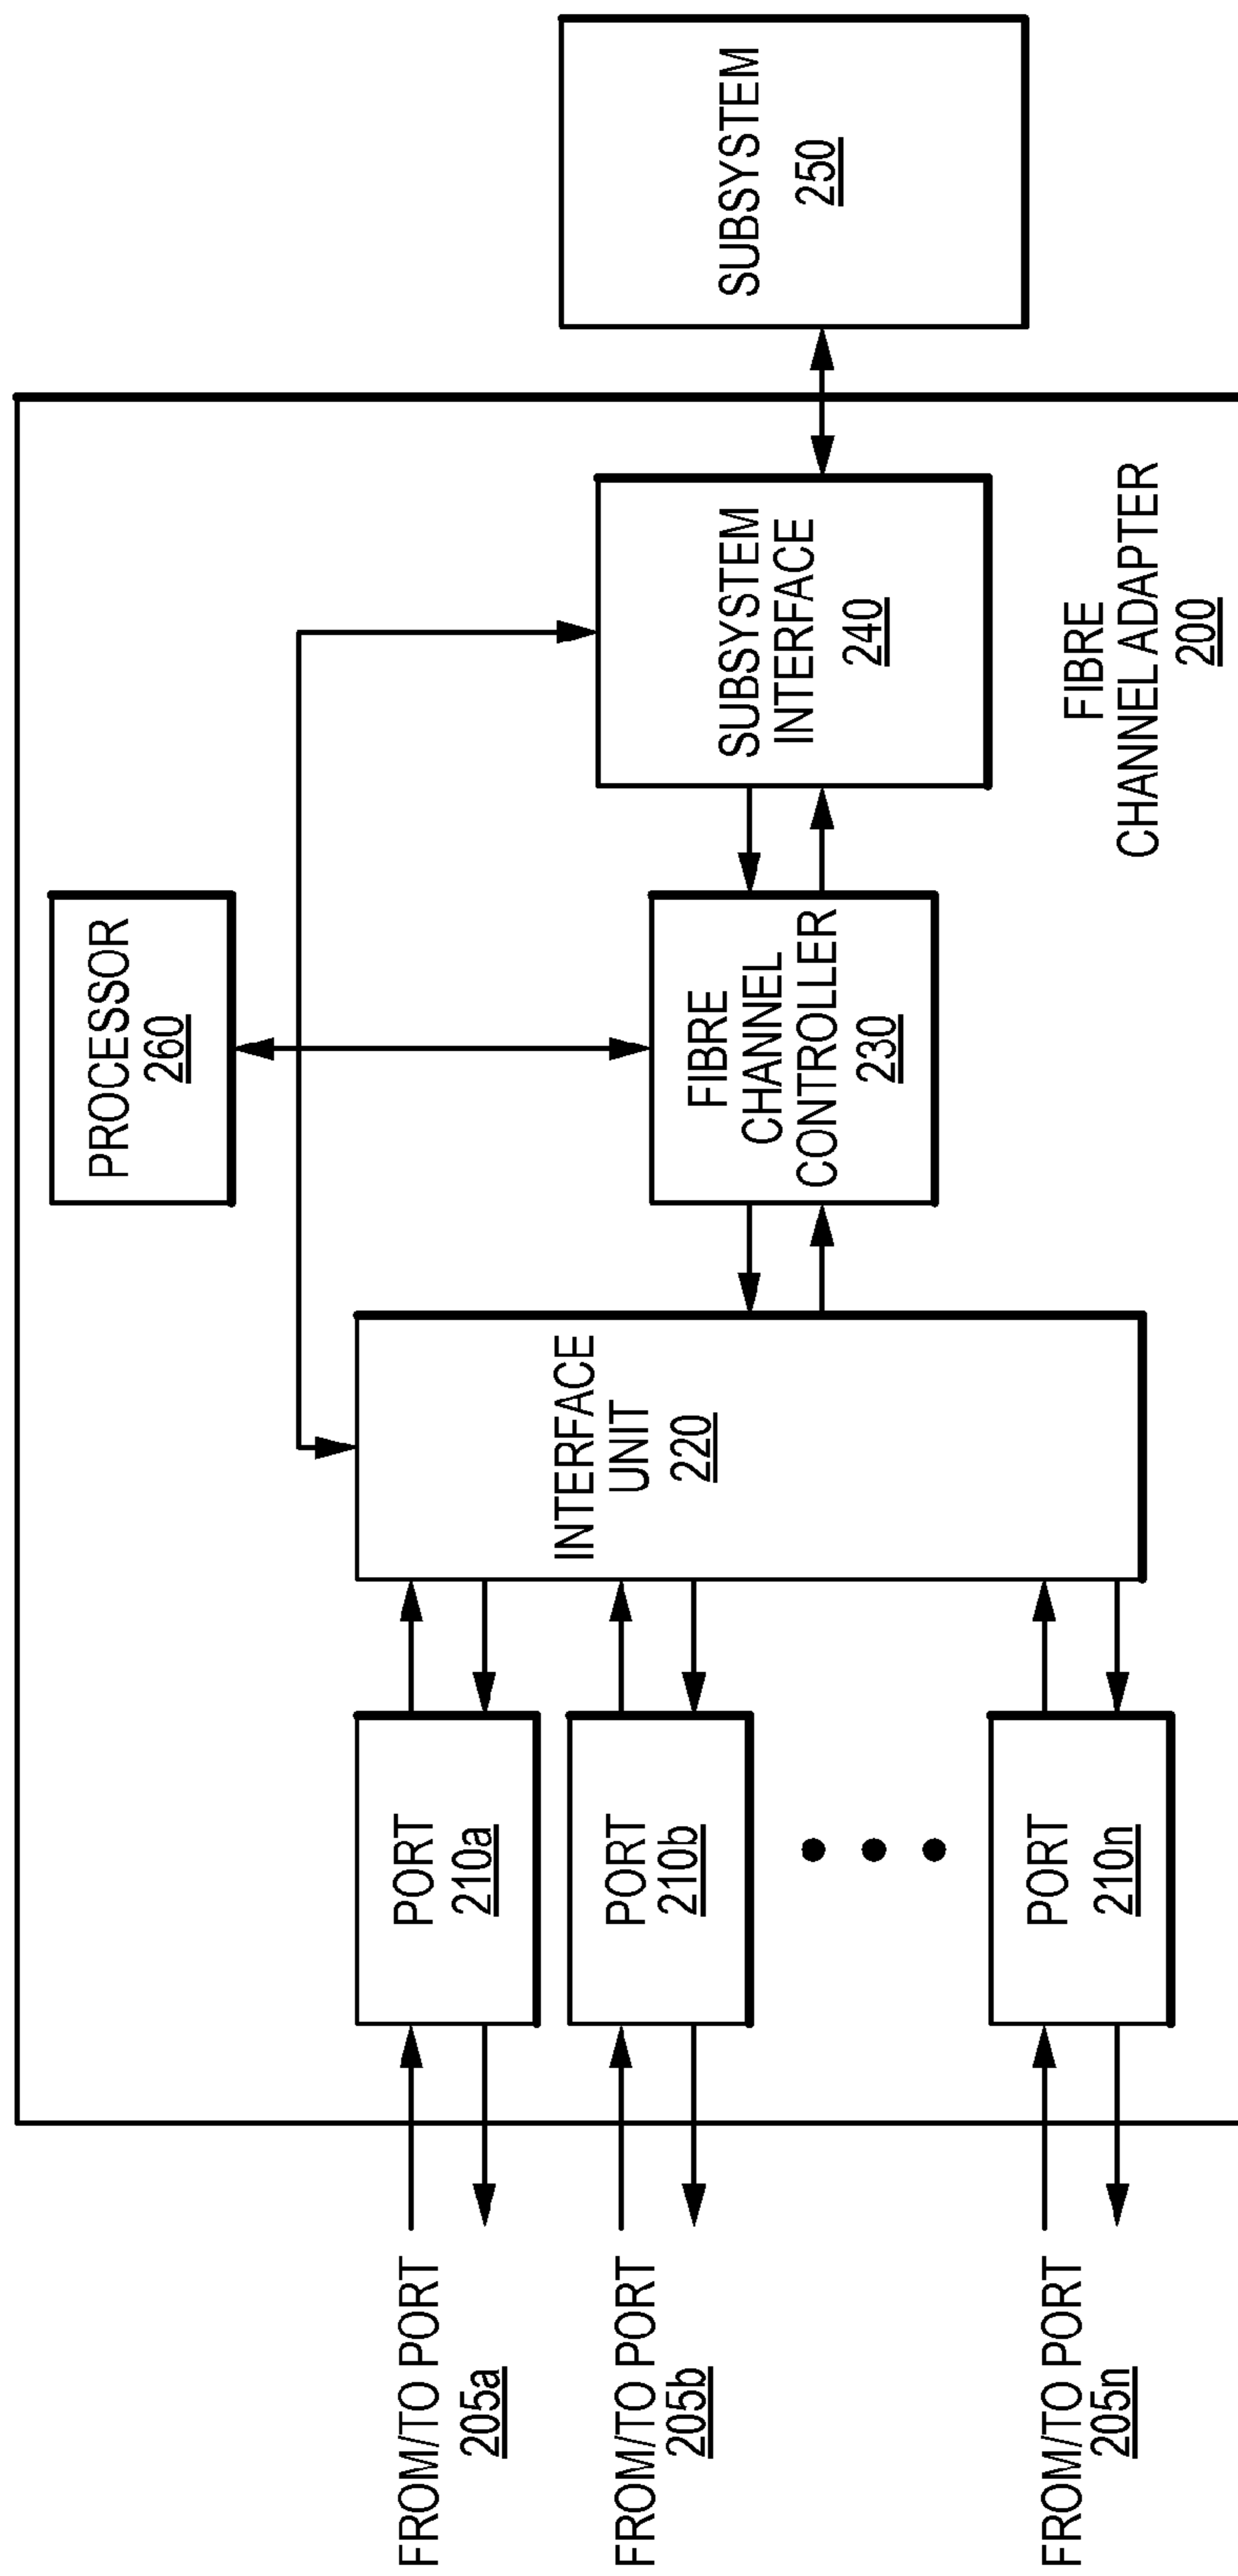 PROCESSOR
260
FROM/TO PORT
205a
PORT
210a
INTERFACE
UNIT
220
FROM/TO PORT
205b
PORT
210b
FIBRE
CHANNEL
CONTROLLER
230
SUBSYSTEM
INTERFACE
240
SUBSYSTEM
250
FROM/TO PORT
205n
PORT
210n
FIBRE
CHANNEL ADAPTER
200